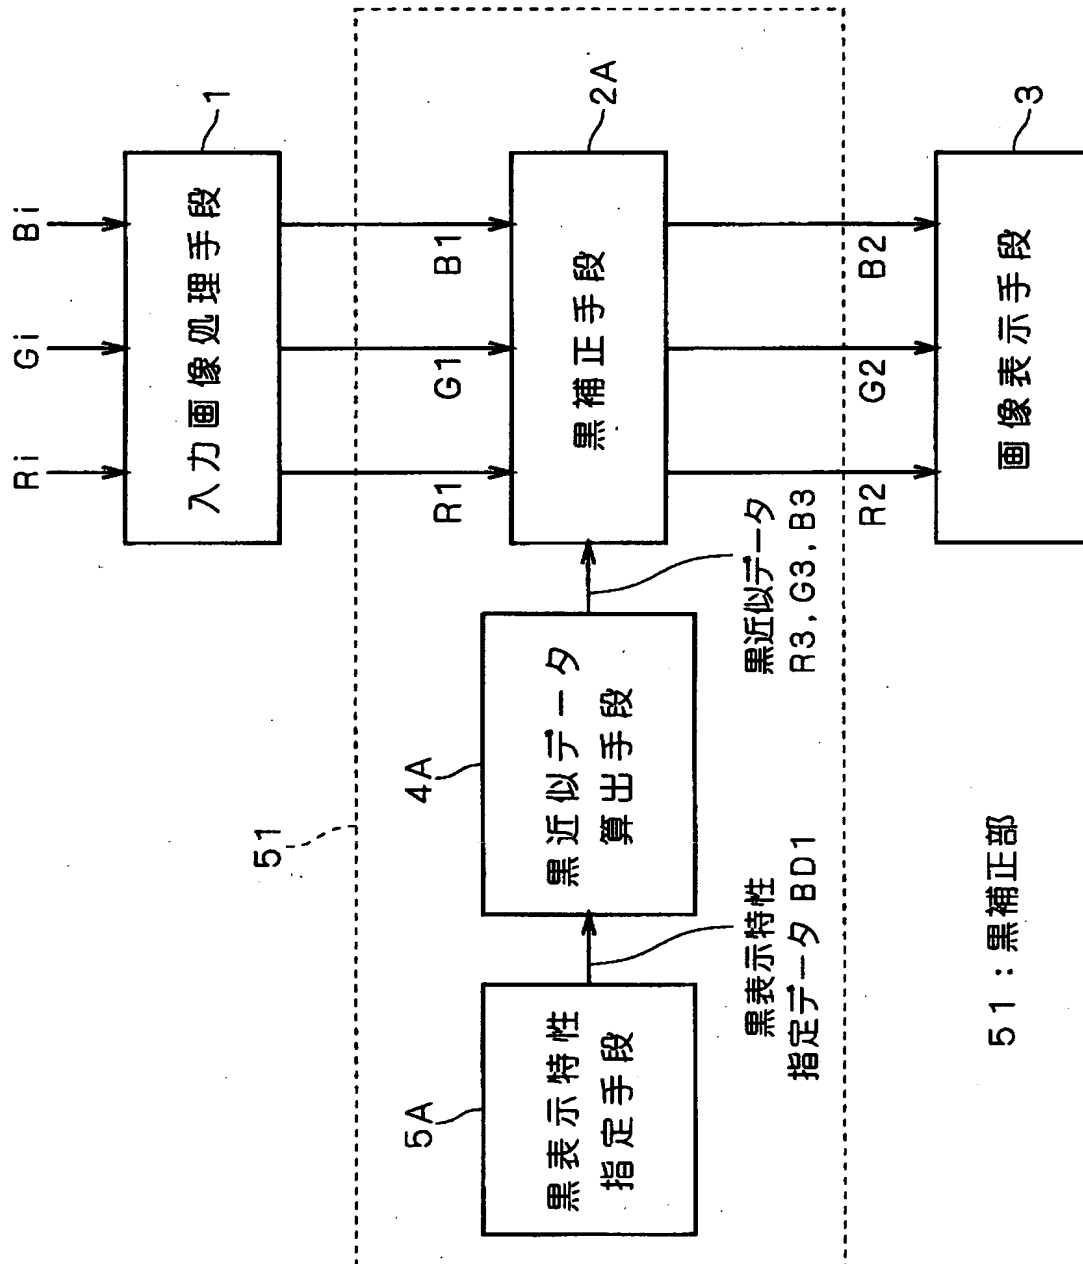 Ri
Gi
Bi
1
入力画像処理手段
51
R1
G1
B1
5A
黒表示特性
指定手段
黒表示特性
指定データ BD1
4A
黒近似データ
算出手段
黒近似データ
R3, G3, B3
2A
黒補正手段
R2
G2
B2
3
画像表示手段
51：黒補正部